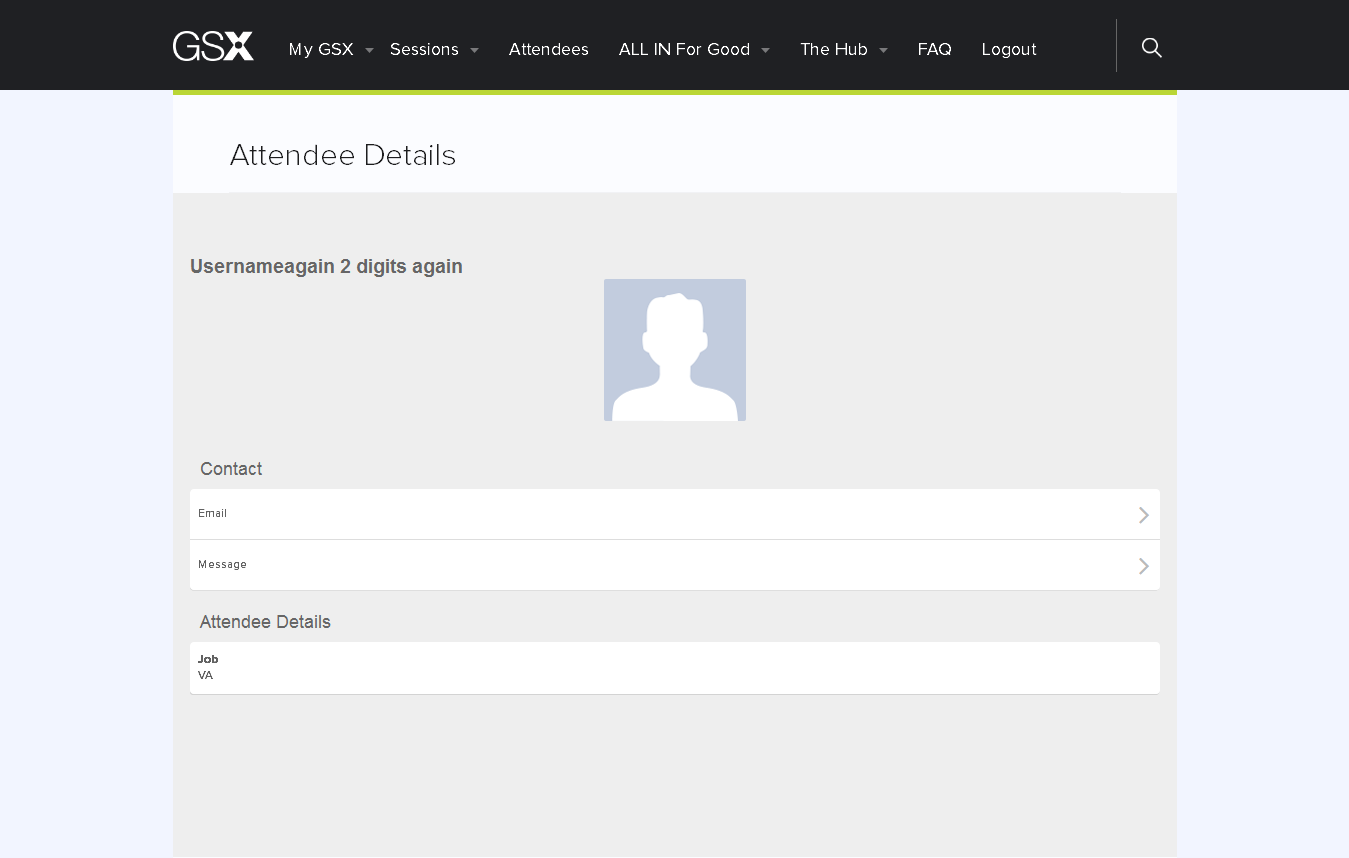 GSX My GSX Sessions Attendees ALL IN For Good The Hub FAQ Logout
Attendee Details
Usernameagain 2 digits again
Contact
Email
Message
Attendee Details
Job
VA